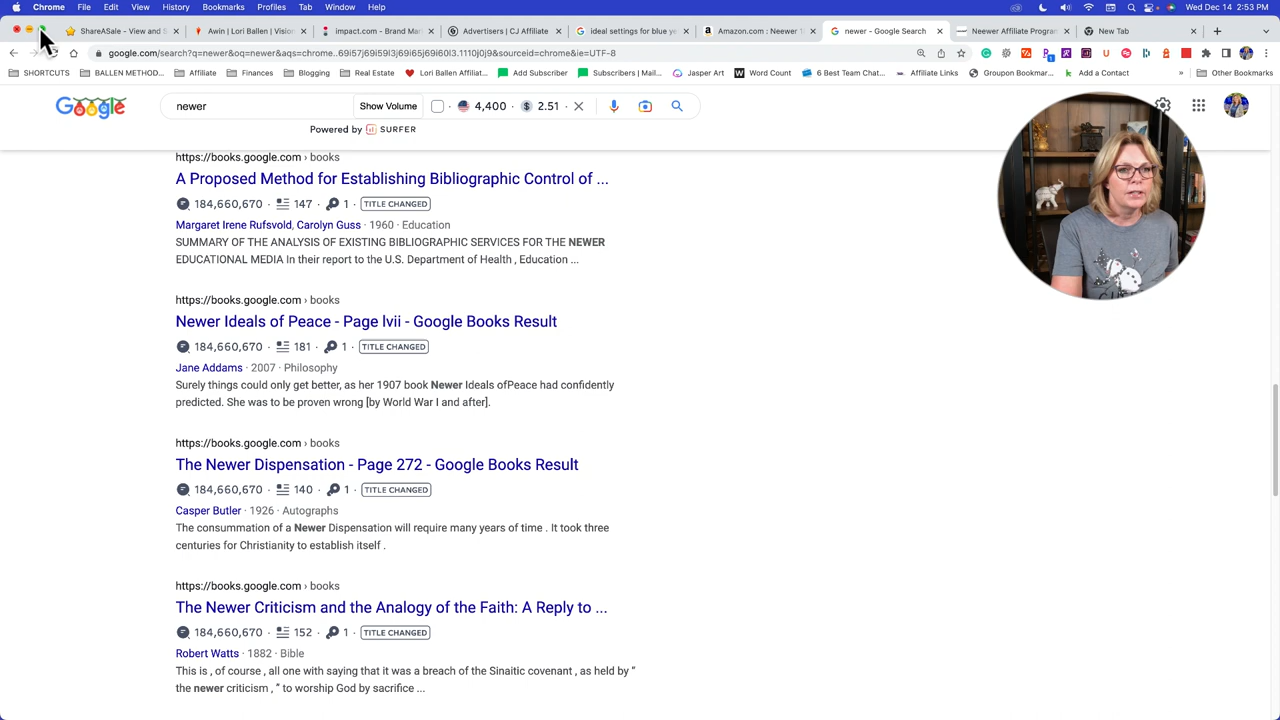 Chrome File Edit View History Bookmarks Profiles Tab Window Help Wed Dec 14 2:53 PM
ShareASale - View and S Awin | Lori Ballen | Vision impact.com - Brand Mar Advertisers | CJ Affiliate ideal settings for blue ye Amazon.com : Neewer newer - Google Search Neewer Affiliate Program New Tab
google.com/search?q=newer&oq=newer&aqs=chrome..69i57j69i59l3j69i65j69i60l3.1110j0j9&sourceid=chrome&ie=UTF-8
SHORTCUTS BALLEN METHOD... Affiliate Finances Blogging Real Estate Lori Ballen Affiliat... Add Subscriber Subscribers | Mail... Jasper Art Word Count 6 Best Team Chat... Affiliate Links Groupon Bookmar... Add a Contact » Other Bookmarks
Google newer Show Volume · 4,400 · 2.51 ·
Powered by SURFER
https://books.google.com › books
A Proposed Method for Establishing Bibliographic Control of ...
184,660,670 · 147 · 1 · TITLE CHANGED
Margaret Irene Rufsvold, Carolyn Guss · 1960 · Education
SUMMARY OF THE ANALYSIS OF EXISTING BIBLIOGRAPHIC SERVICES FOR THE NEWER
EDUCATIONAL MEDIA In their report to the U.S. Department of Health , Education ...
https://books.google.com › books
Newer Ideals of Peace - Page lvii - Google Books Result
184,660,670 · 181 · 1 · TITLE CHANGED
Jane Addams · 2007 · Philosophy
Surely things could only get better, as her 1907 book Newer Ideals ofPeace had confidently
predicted. She was to be proven wrong [by World War I and after].
https://books.google.com › books
The Newer Dispensation - Page 272 - Google Books Result
184,660,670 · 140 · 1 · TITLE CHANGED
Casper Butler · 1926 · Autographs
The consummation of a Newer Dispensation will require many years of time . It took three
centuries for Christianity to establish itself .
https://books.google.com › books
The Newer Criticism and the Analogy of the Faith: A Reply to ...
184,660,670 · 152 · 1 · TITLE CHANGED
Robert Watts · 1882 · Bible
This is , of course , all one with saying that it was a breach of the Sinaitic covenant , as held by "
the newer criticism , " to worship God by sacrifice ...